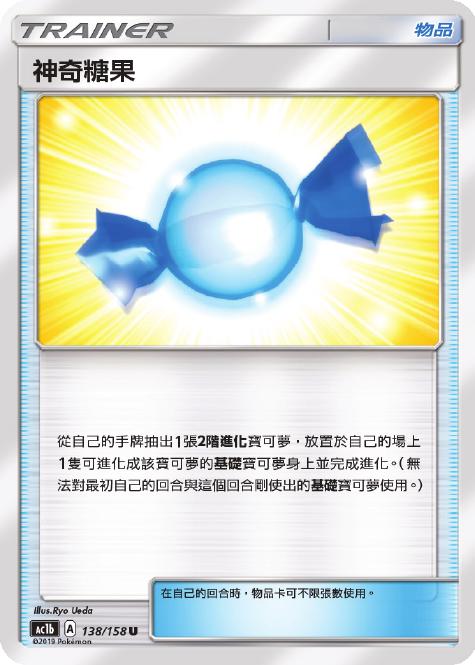 TRAINER
物品
神奇糖果
從自己的手牌抽出1張2階進化寶可夢，放置於自己的場上
1隻可進化成該寶可夢的基礎寶可夢身上並完成進化。（無
法對最初自己的回合與這個回合剛使出的基礎寶可夢使用。）
在自己的回合時，物品卡可不限張數使用。
Illus.Ryo Ueda
AC1b A 138/158 U
©2019 Pokémon